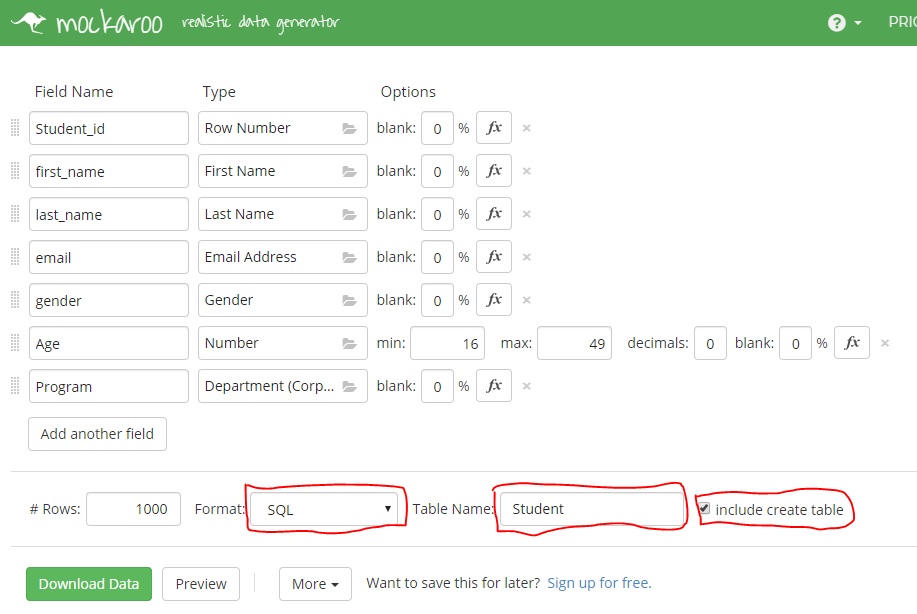 mockaroo realistic data generator ? PRIC
Field Name Type Options
Student_id Row Number blank: 0 % fx ×
first_name First Name blank: 0 % fx ×
last_name Last Name blank: 0 % fx ×
email Email Address blank: 0 % fx ×
gender Gender blank: 0 % fx ×
Age Number min: 16 max: 49 decimals: 0 blank: 0 % fx ×
Program Department (Corp... blank: 0 % fx ×
Add another field
# Rows: 1000 Format: SQL Table Name: Student include create table
Download Data Preview More Want to save this for later? Sign up for free.